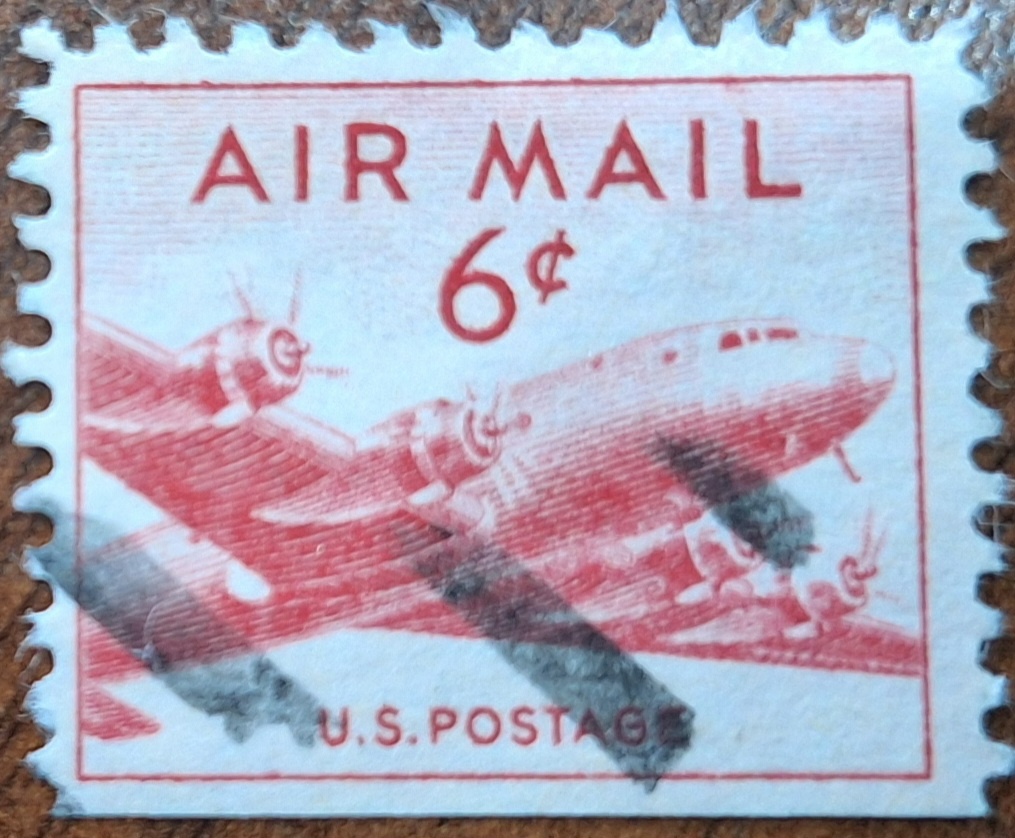 AIR MAIL
6¢
U.S. POSTAGE